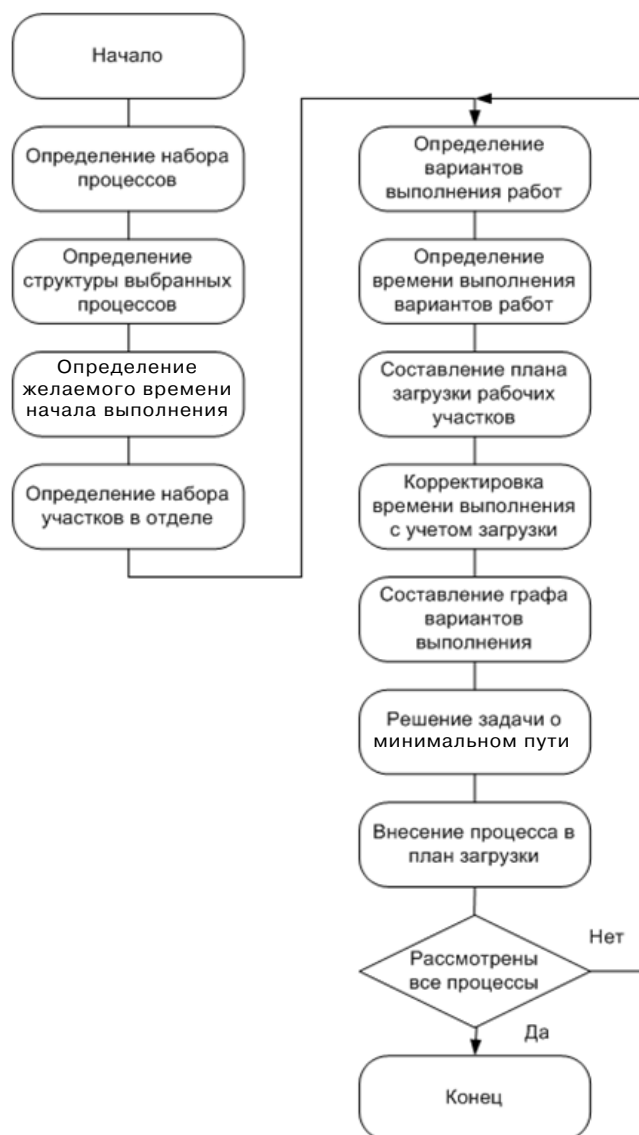 Начало
Определение набора
процессов
Определение
структуры выбранных
процессов
Определение
желаемого времени
начала выполнения
Определение набора
участков в отделе
Определение
вариантов
выполнения работ
Определение
времени выполнения
вариантов работ
Составление плана
загрузки рабочих
участков
Корректировка
времени выполнения
с учетом загрузки
Составление графа
вариантов
выполнения
Решение задачи о
минимальном пути
Внесение процесса в
план загрузки
Рассмотрены
все процессы
Нет
Да
Конец